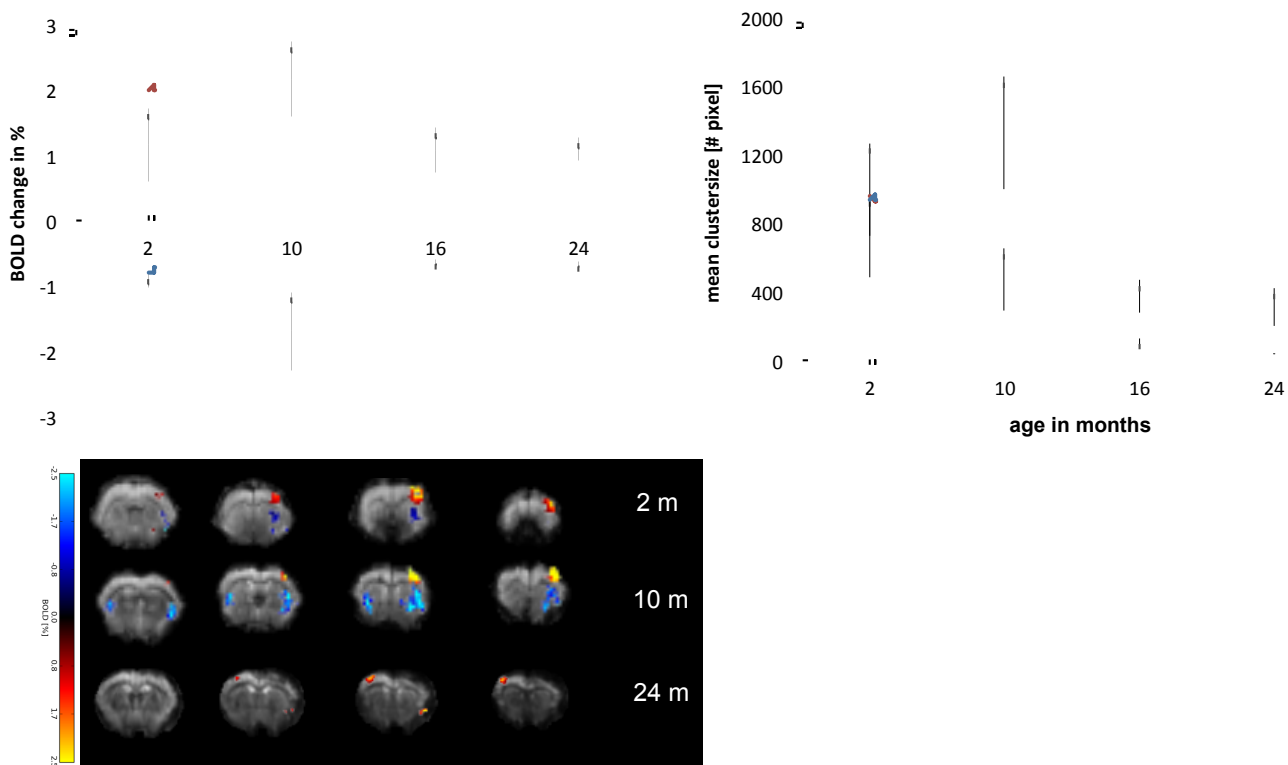 3
2
1
0
-1
-2
-3
BOLD change in %
2 10 16 24
2000
1600
1200
800
400
0
mean clustersize [# pixel]
2 10 16 24
age in months
-2.5
-1.7
-0.8
0.0
0.8
1.7
2.5
BOLD [%]
2 m
10 m
24 m